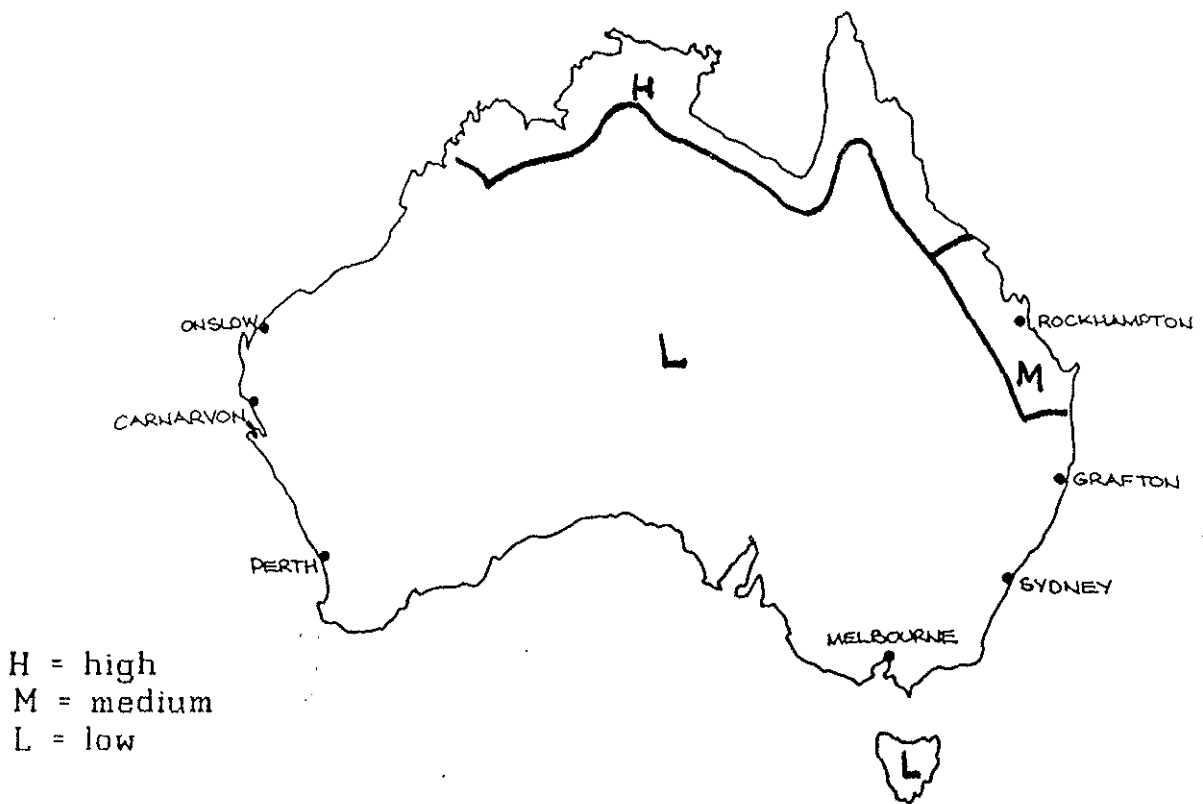 H
ONSLOW
L
ROCKHAMPTON
M
CARNARVON
GRAFTON
PERTH
SYDNEY
MELBOURNE
H = high
M = medium
L = low
L